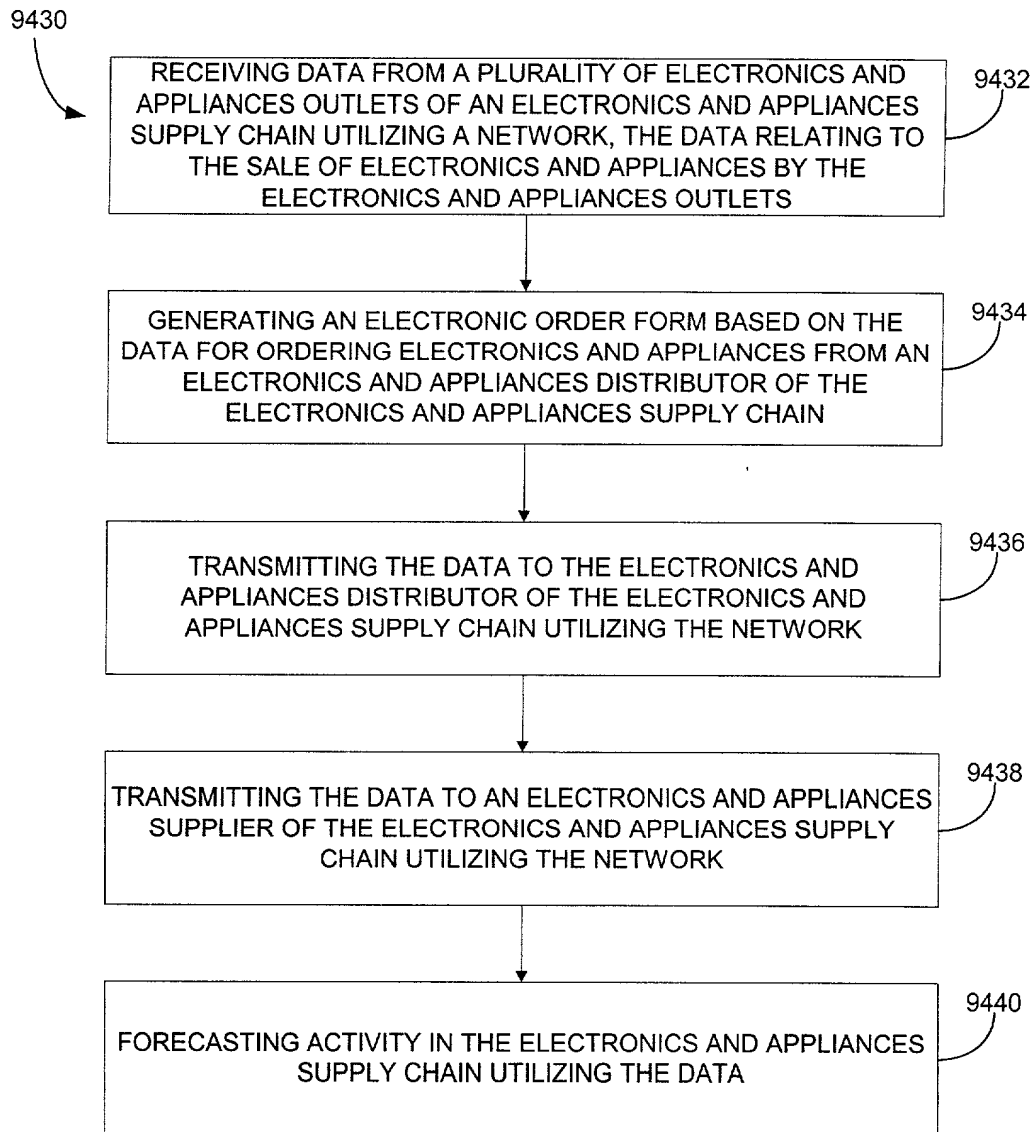 9430
RECEIVING DATA FROM A PLURALITY OF ELECTRONICS AND
APPLIANCES OUTLETS OF AN ELECTRONICS AND APPLIANCES
SUPPLY CHAIN UTILIZING A NETWORK, THE DATA RELATING TO
THE SALE OF ELECTRONICS AND APPLIANCES BY THE
ELECTRONICS AND APPLIANCES OUTLETS
9432
GENERATING AN ELECTRONIC ORDER FORM BASED ON THE
DATA FOR ORDERING ELECTRONICS AND APPLIANCES FROM AN
ELECTRONICS AND APPLIANCES DISTRIBUTOR OF THE
ELECTRONICS AND APPLIANCES SUPPLY CHAIN
9434
TRANSMITTING THE DATA TO THE ELECTRONICS AND
APPLIANCES DISTRIBUTOR OF THE ELECTRONICS AND
APPLIANCES SUPPLY CHAIN UTILIZING THE NETWORK
9436
TRANSMITTING THE DATA TO AN ELECTRONICS AND APPLIANCES
SUPPLIER OF THE ELECTRONICS AND APPLIANCES SUPPLY
CHAIN UTILIZING THE NETWORK
9438
FORECASTING ACTIVITY IN THE ELECTRONICS AND APPLIANCES
SUPPLY CHAIN UTILIZING THE DATA
9440